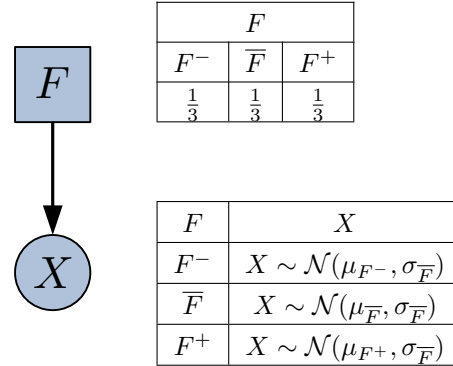 F
F
F⁻ F̅ F⁺
1/3 1/3 1/3
X
F X
F⁻ X ∼ 𝒩(μ_{F⁻}, σ_{F̅})
F̅ X ∼ 𝒩(μ_{F̅}, σ_{F̅})
F⁺ X ∼ 𝒩(μ_{F⁺}, σ_{F̅})